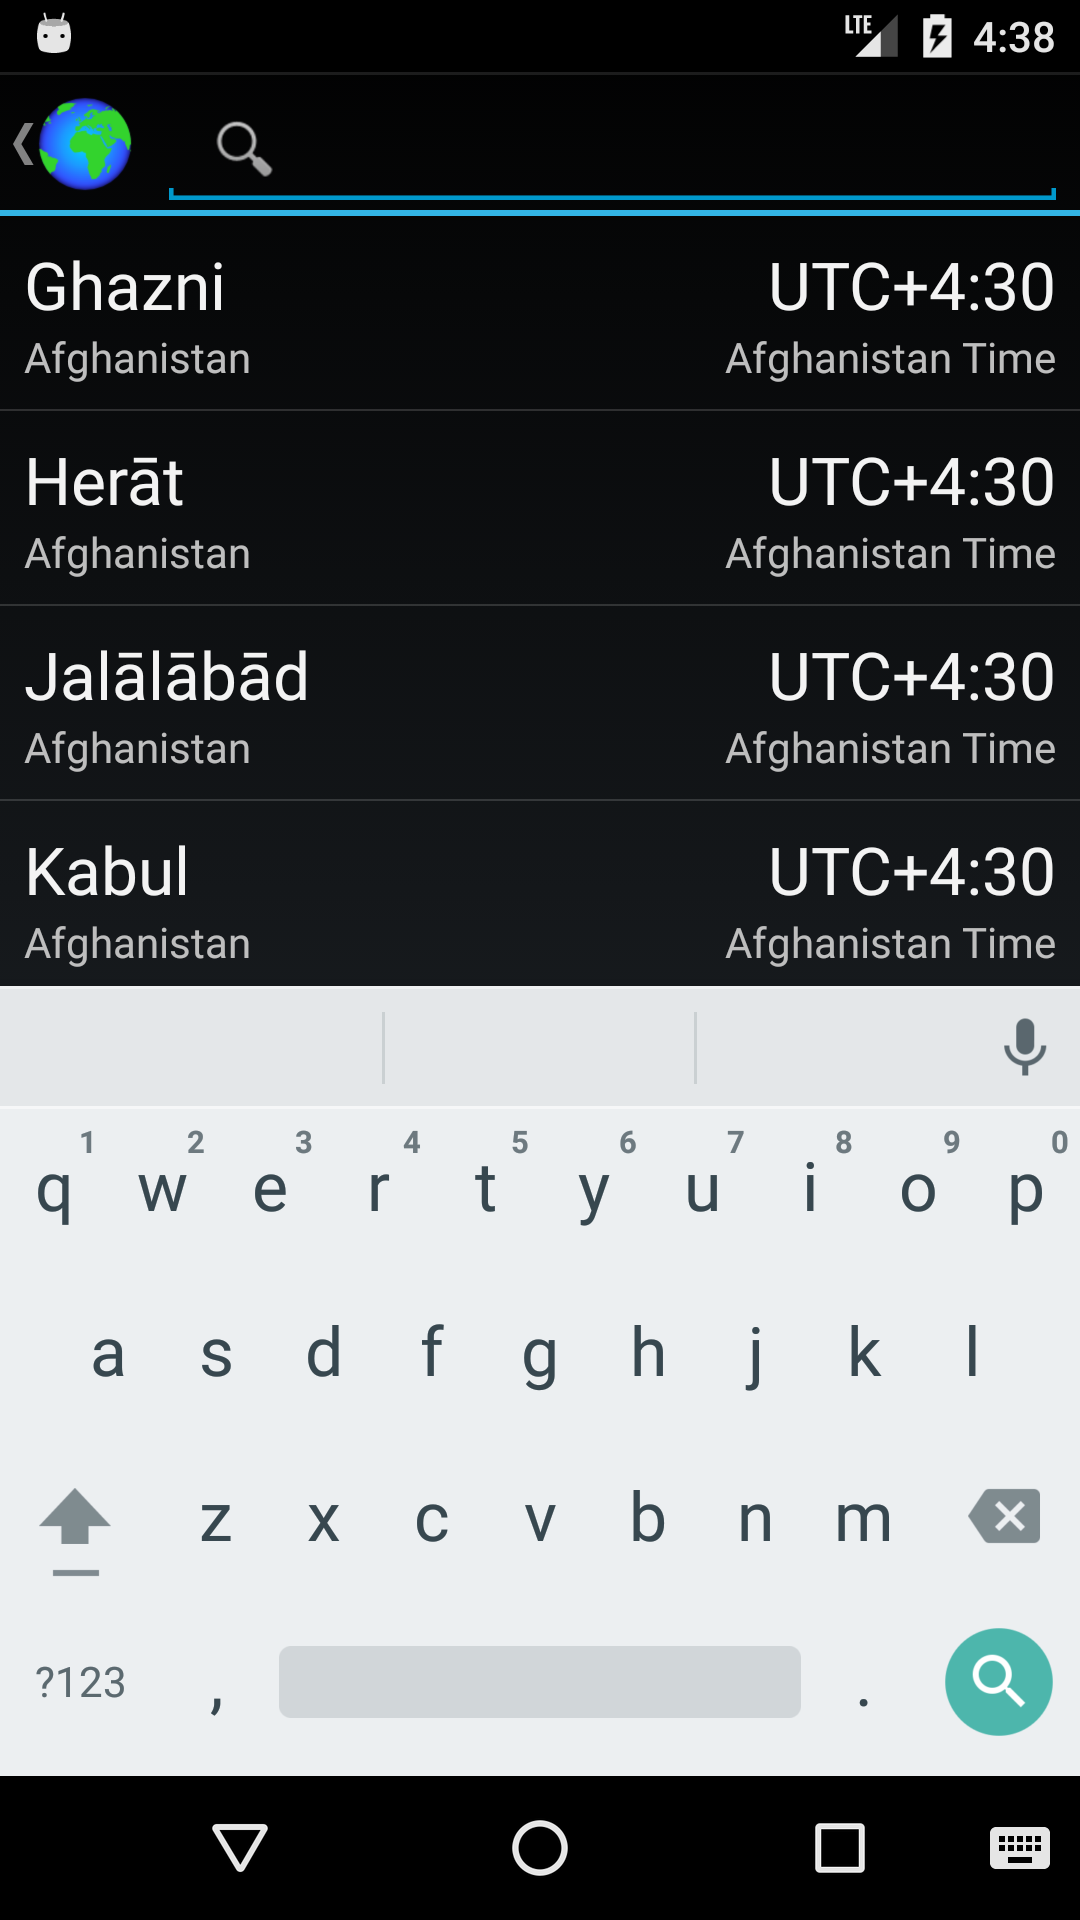 LTE 4:38
Ghazni UTC+4:30
Afghanistan Afghanistan Time
Herāt UTC+4:30
Afghanistan Afghanistan Time
Jalālābād UTC+4:30
Afghanistan Afghanistan Time
Kabul UTC+4:30
Afghanistan Afghanistan Time
1 2 3 4 5 6 7 8 9 0
q w e r t y u i o p
a s d f g h j k l
z x c v b n m
?123 , .